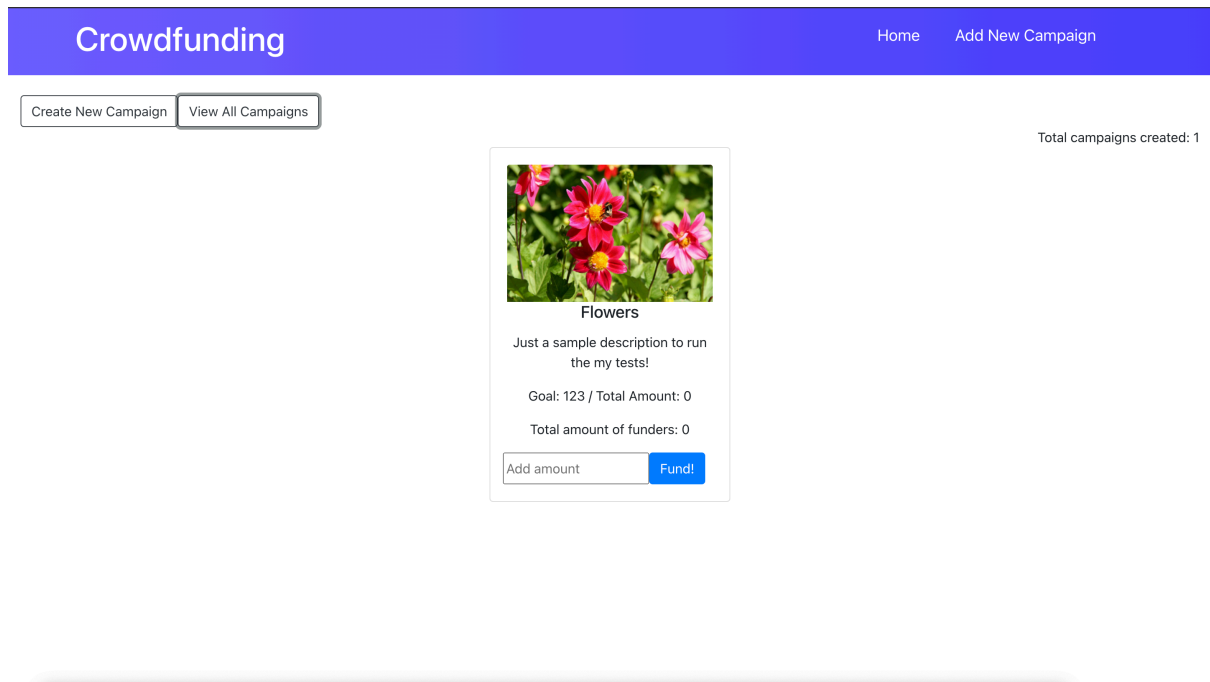 Crowdfunding
Home
Add New Campaign
Create New Campaign
View All Campaigns
Total campaigns created: 1
Flowers
Just a sample description to run
the my tests!
Goal: 123 / Total Amount: 0
Total amount of funders: 0
Add amount
Fund!